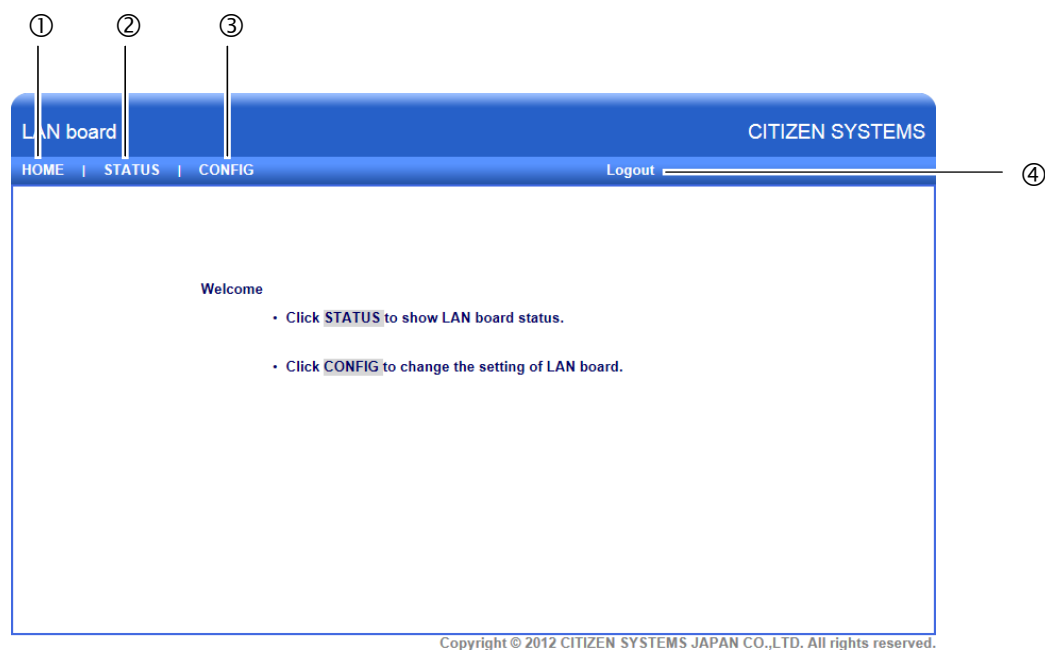 ① ② ③
LAN board CITIZEN SYSTEMS
HOME | STATUS | CONFIG Logout ④
Welcome
• Click STATUS to show LAN board status.
• Click CONFIG to change the setting of LAN board.
Copyright © 2012 CITIZEN SYSTEMS JAPAN CO.,LTD. All rights reserved.